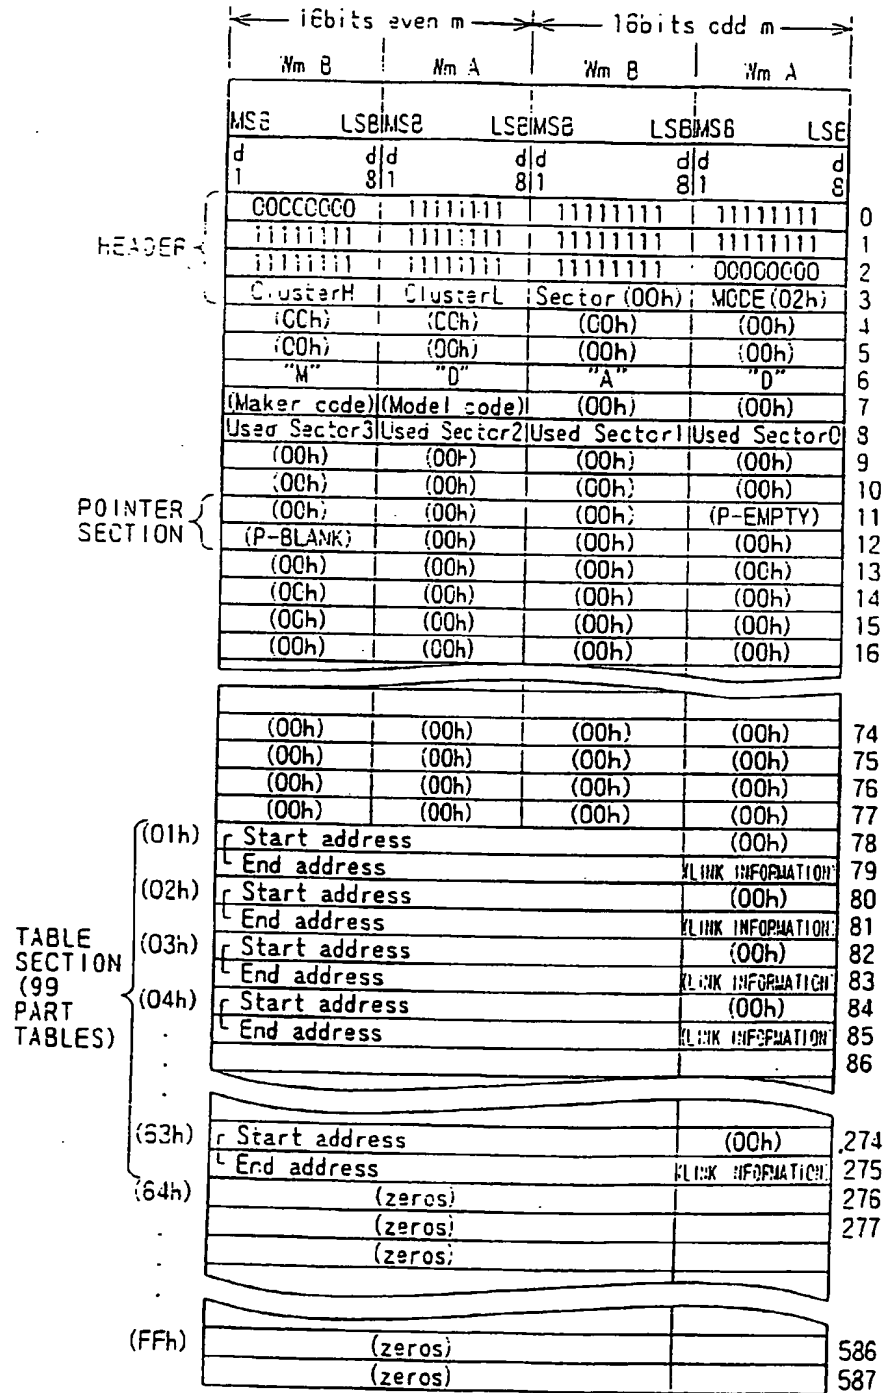 16bits even m 16bits odd m
Wm B Wm A Wm B Wm A
MSB LSB MSB LSB MSB LSB MSB LSB
d d d d d d d d
1 8 1 8 1 8 1 8
HEADER
00000000 11111111 11111111 11111111 0
11111111 11111111 11111111 11111111 1
11111111 11111111 11111111 00000000 2
ClusterH ClusterL Sector(00h) MODE(02h) 3
(00h) (00h) (00h) (00h) 4
(00h) (00h) (00h) (00h) 5
"M" "D" "A" "D" 6
(Maker code) (Model code) (00h) (00h) 7
Used Sector3 Used Sector2 Used Sector1 Used Sector0 8
(00h) (00h) (00h) (00h) 9
(00h) (00h) (00h) (00h) 10
POINTER SECTION
(00h) (00h) (00h) (P-EMPTY) 11
(P-BLANK) (00h) (00h) (00h) 12
(00h) (00h) (00h) (00h) 13
(00h) (00h) (00h) (00h) 14
(00h) (00h) (00h) (00h) 15
(00h) (00h) (00h) (00h) 16
(00h) (00h) (00h) (00h) 74
(00h) (00h) (00h) (00h) 75
(00h) (00h) (00h) (00h) 76
(00h) (00h) (00h) (00h) 77
TABLE
SECTION
(99
PART
TABLES)
(01h) Start address (00h) 78
End address (LINK INFORMATION) 79
(02h) Start address (00h) 80
End address (LINK INFORMATION) 81
(03h) Start address (00h) 82
End address (LINK INFORMATION) 83
(04h) Start address (00h) 84
End address (LINK INFORMATION) 85
86
(63h) Start address (00h) 274
End address (LINK INFORMATION) 275
(64h) (zeros) 276
(zeros) 277
(zeros)
(FFh) (zeros) 586
(zeros) 587